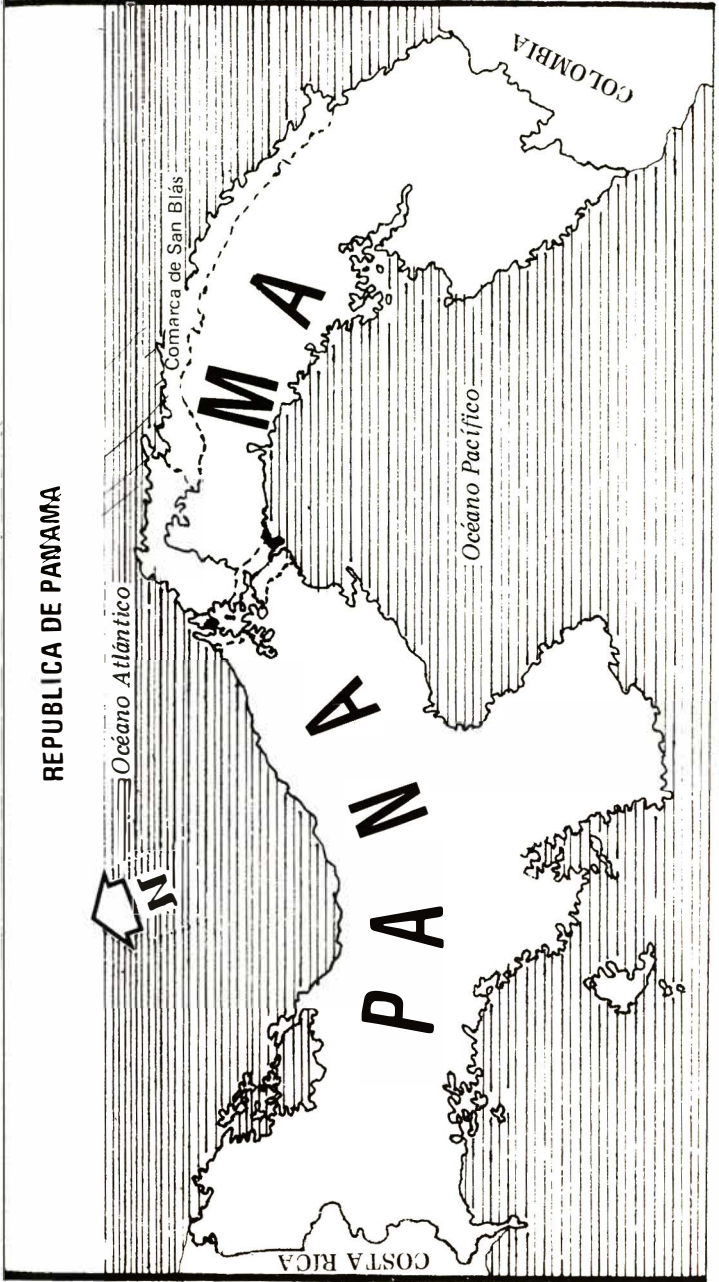 REPUBLICA DE PANAMA
Océano Atlántico
N
Comarca de San Blás
COSTA RICA
PANAMA
COLOMBIA
Océano Pacífico